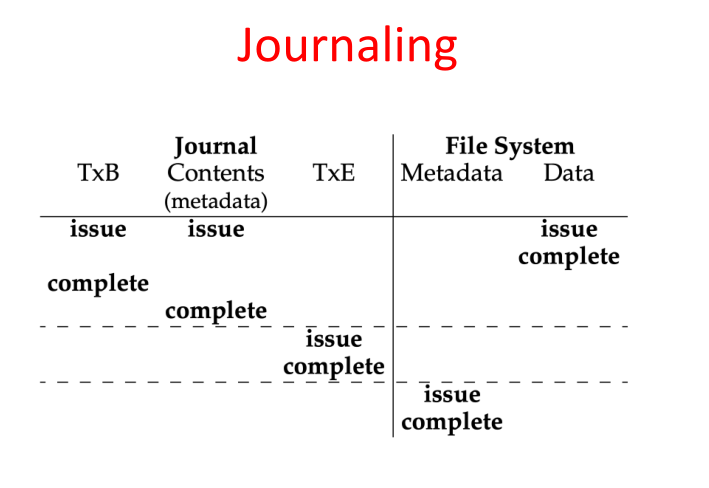 Journaling
Journal File System
TxB Contents TxE Metadata Data
(metadata)
issue issue issue
complete
complete
complete
issue
complete
issue
complete